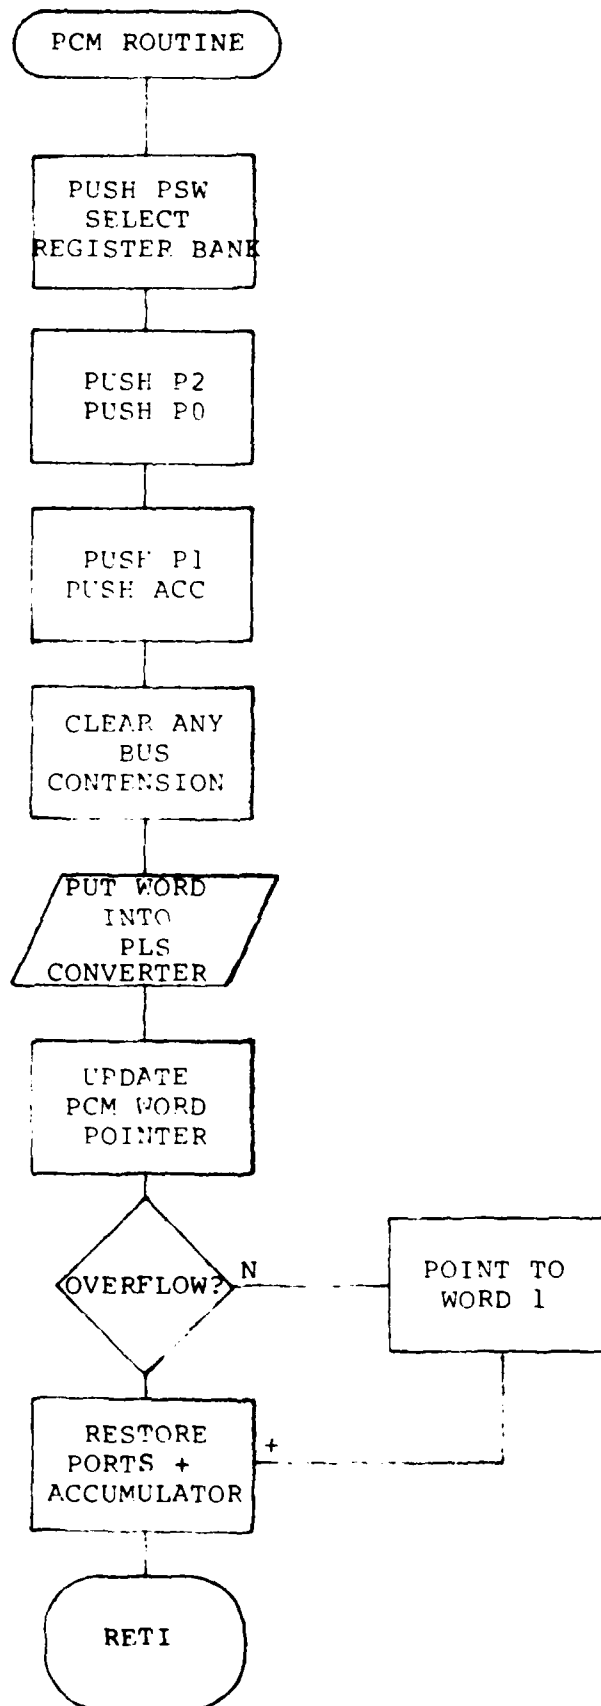 PCM ROUTINE
PUSH PSW
SELECT
REGISTER BANK
PUSH P2
PUSH P0
PUSH P1
PUSH ACC
CLEAR ANY
BUS
CONTENSION
PUT WORD
INTO
PLS
CONVERTER
UPDATE
PCM WORD
POINTER
OVERFLOW?
N
POINT TO
WORD 1
RESTORE
PORTS +
ACCUMULATOR
+
RETI